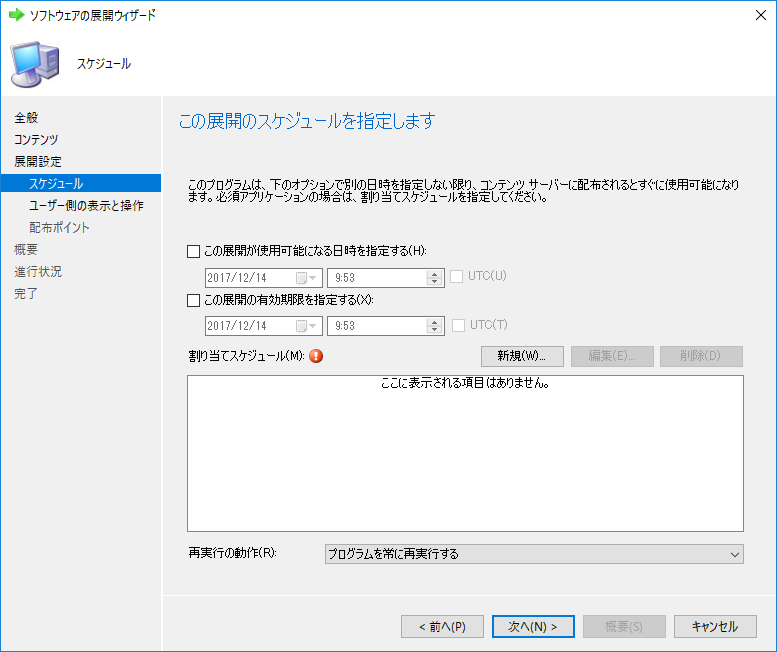 ソフトウェアの展開ウィザード
スケジュール
全般
コンテンツ
展開設定
スケジュール
ユーザー側の表示と操作
配布ポイント
概要
進行状況
完了
この展開のスケジュールを指定します
このプログラムは、下のオプションで別の日時を指定しない限り、コンテンツ サーバーに配布されるとすぐに使用可能になり
ます。必須アプリケーションの場合は、割り当てスケジュールを指定してください。
この展開が使用可能になる日時を指定する(H):
2017/12/14 9:53 UTC(U)
この展開の有効期限を指定する(X):
2017/12/14 9:53 UTC(T)
割り当てスケジュール(M): 新規(W)... 編集(E)... 削除(D)
ここに表示される項目はありません。
再実行の動作(R): プログラムを常に再実行する
< 前へ(P) 次へ(N) > 概要(S) キャンセル